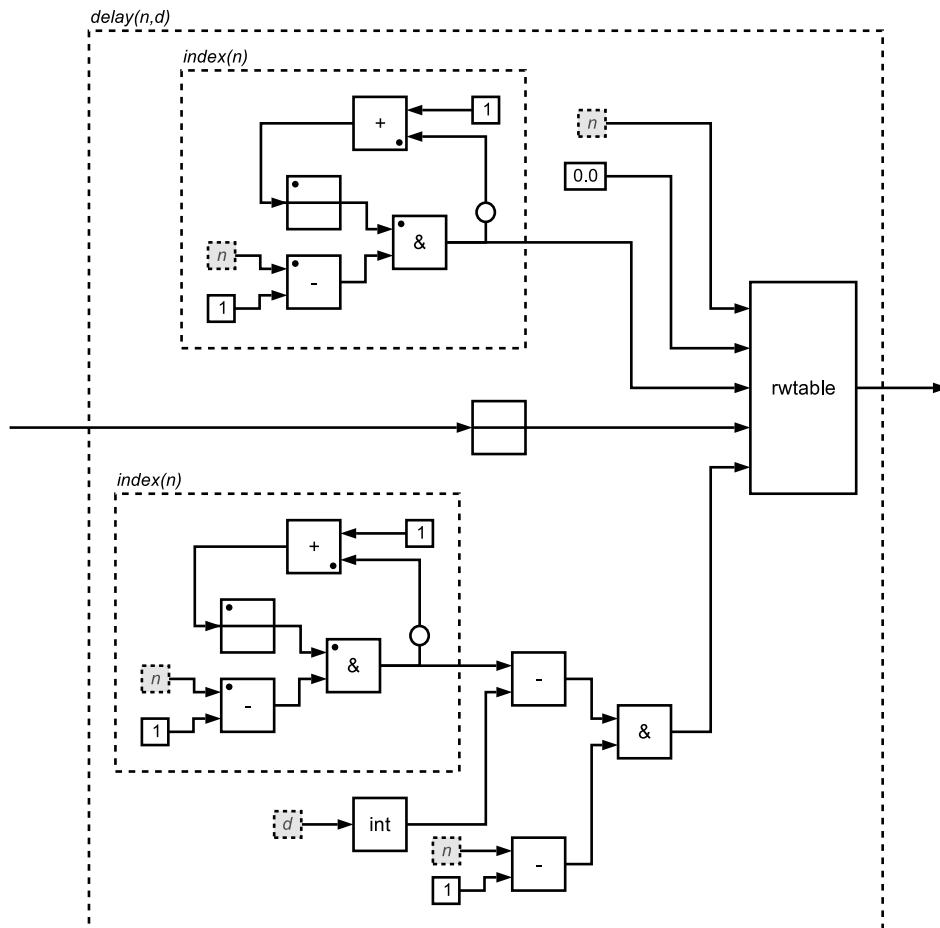 delay(n,d)
index(n)
+
1
n
0.0
n
&
-
1
rwtable
index(n)
+
1
&
n
-
-
1
&
d
int
n
-
1